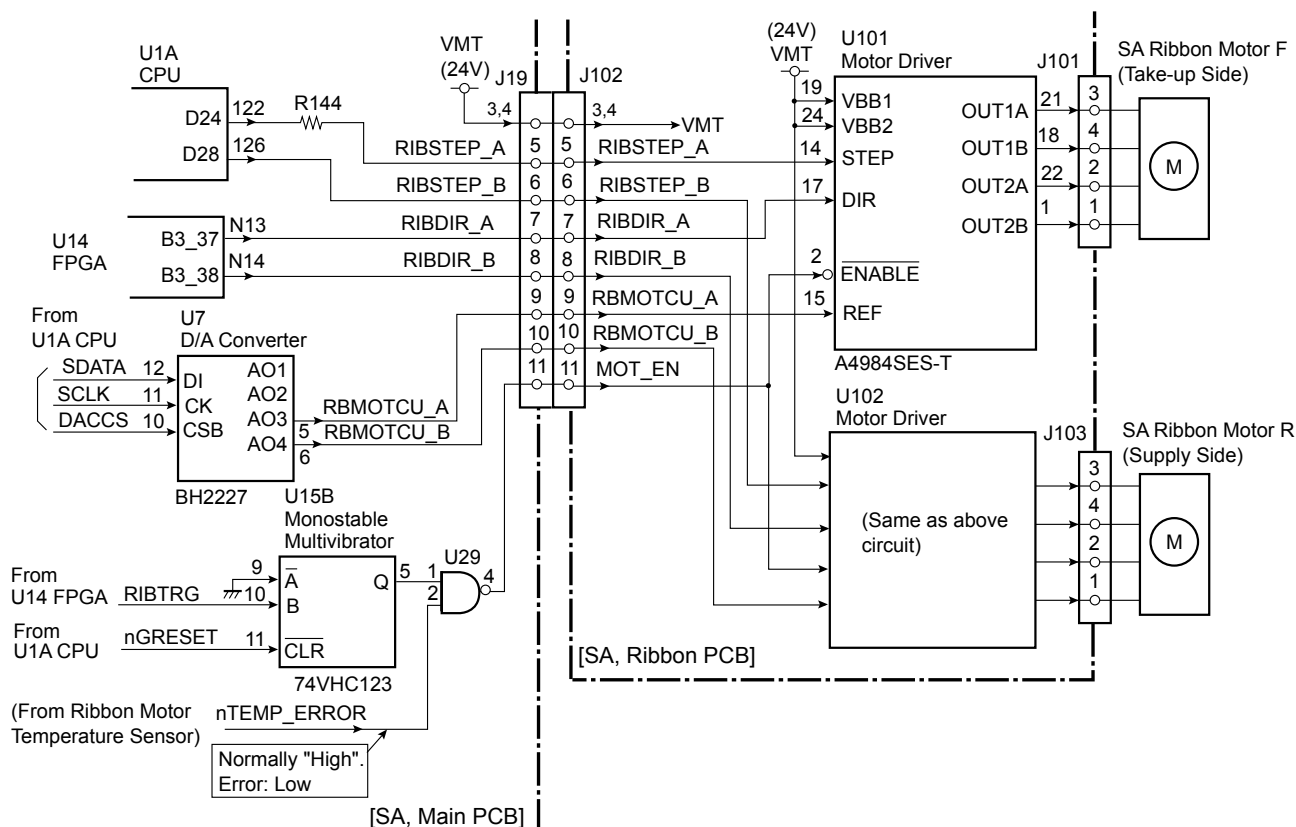 U1A
CPU
D24
122
R144
D28
126
U14
FPGA
B3_37
N13
B3_38
N14
From
U1A CPU
SDATA
12
SCLK
11
DACCS
10
U7
D/A Converter
DI
CK
CSB
AO1
AO2
AO3
AO4
5
6
RBMOTCU_A
RBMOTCU_B
BH2227
U15B
Monostable
Multivibrator
From
U14 FPGA
RIBTRG
From
U1A CPU
nGRESET
9
10
11
A
B
CLR
Q
5
74VHC123
1
2
U29
4
(From Ribbon Motor
Temperature Sensor)
nTEMP_ERROR
Normally "High".
Error: Low
[SA, Main PCB]
VMT
(24V)
J19
J102
3,4
3,4
VMT
RIBSTEP_A
5
5
RIBSTEP_A
RIBSTEP_B
6
6
RIBSTEP_B
RIBDIR_A
7
7
RIBDIR_A
RIBDIR_B
8
8
RIBDIR_B
9
9
RBMOTCU_A
10
10
RBMOTCU_B
11
11
MOT_EN
[SA, Ribbon PCB]
(24V)
VMT
U101
Motor Driver
19
VBB1
24
VBB2
14
STEP
17
DIR
2
ENABLE
15
REF
OUT1A
21
OUT1B
18
OUT2A
22
OUT2B
1
A4984SES-T
J101
3
4
2
1
SA Ribbon Motor F
(Take-up Side)
M
U102
Motor Driver
(Same as above
circuit)
J103
3
4
2
1
SA Ribbon Motor R
(Supply Side)
M